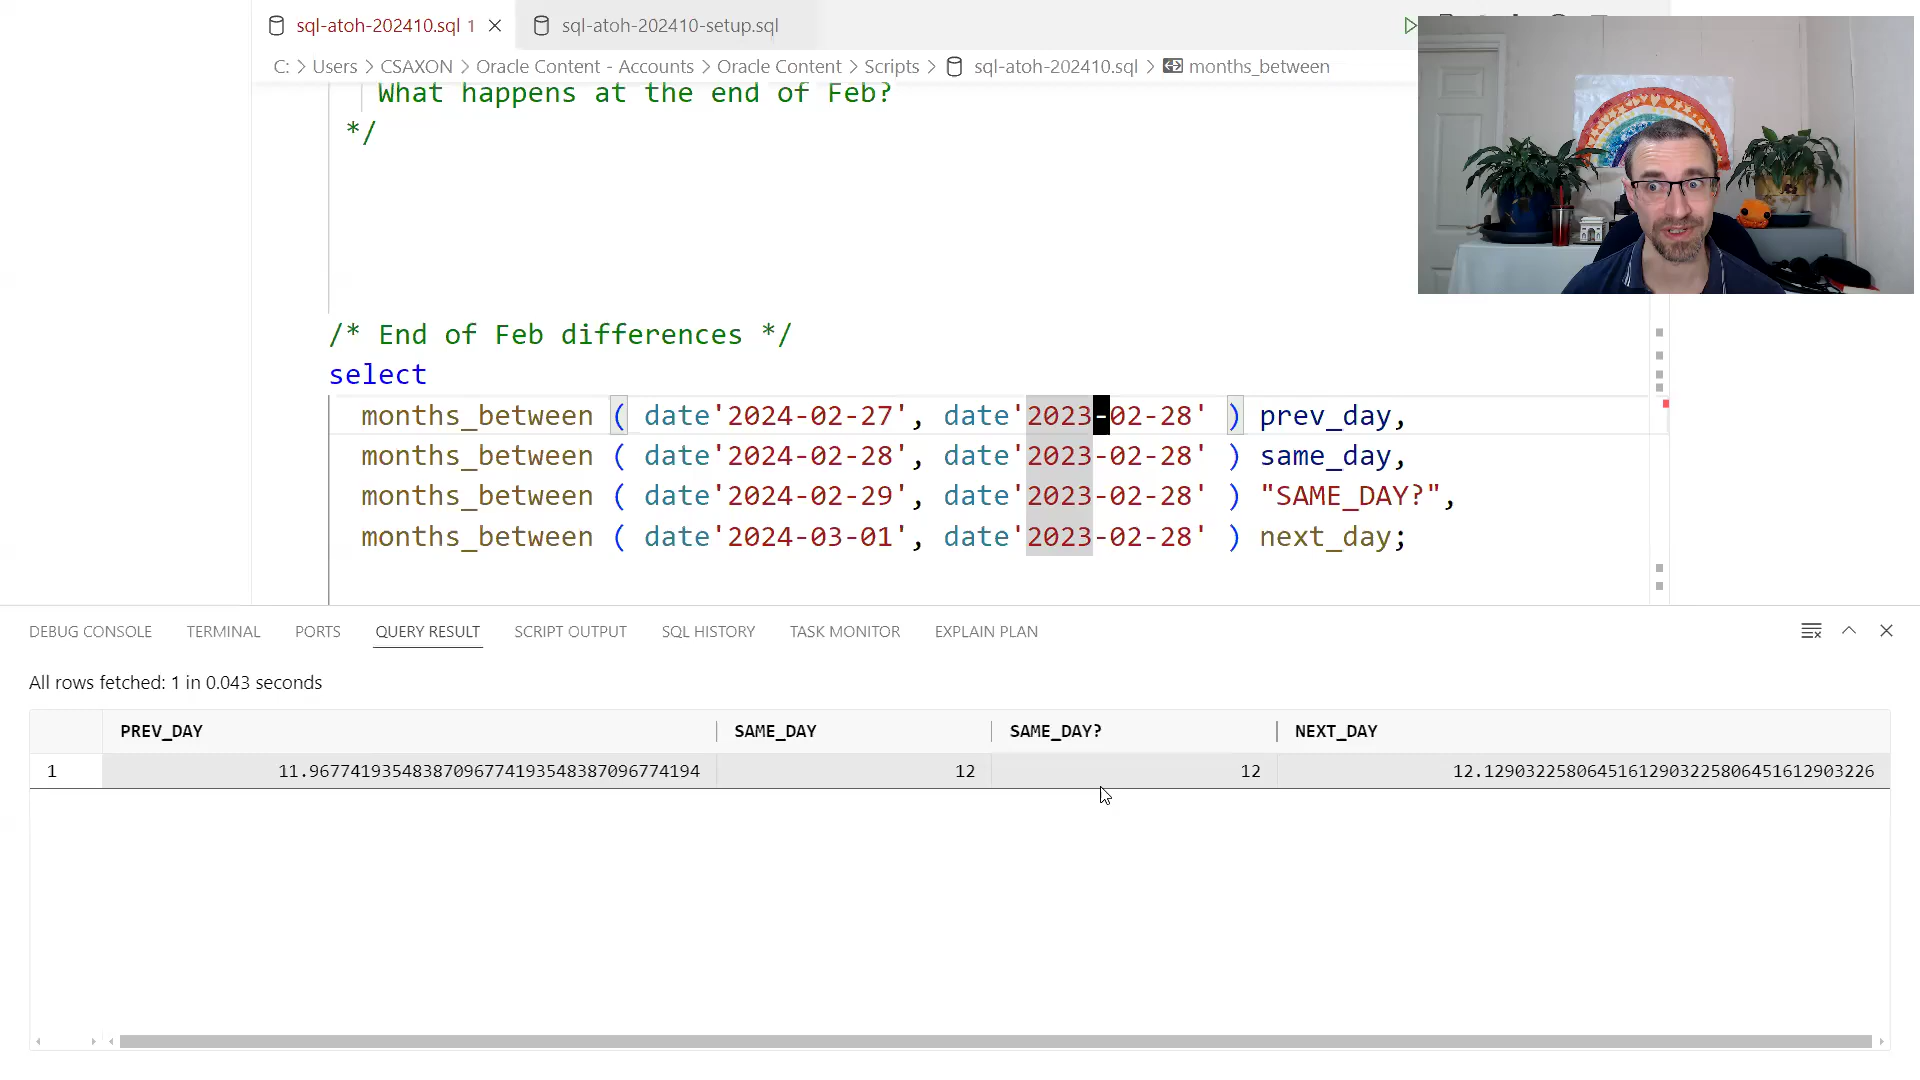 sql-atoh-202410.sql 1
sql-atoh-202410-setup.sql
C: > Users > CSAXON > Oracle Content - Accounts > Oracle Content > Scripts > sql-atoh-202410.sql > months_between
What happens at the end of Feb?
*/
/* End of Feb differences */
select
months_between ( date'2024-02-27', date'2023-02-28' ) prev_day,
months_between ( date'2024-02-28', date'2023-02-28' ) same_day,
months_between ( date'2024-02-29', date'2023-02-28' ) "SAME_DAY?",
months_between ( date'2024-03-01', date'2023-02-28' ) next_day;
DEBUG CONSOLE TERMINAL PORTS QUERY RESULT SCRIPT OUTPUT SQL HISTORY TASK MONITOR EXPLAIN PLAN
All rows fetched: 1 in 0.043 seconds
PREV_DAY SAME_DAY SAME_DAY? NEXT_DAY
1 11.9677419354838709677419354838709677​4194 12 12 12.1290322580645161290322580645161290​3226